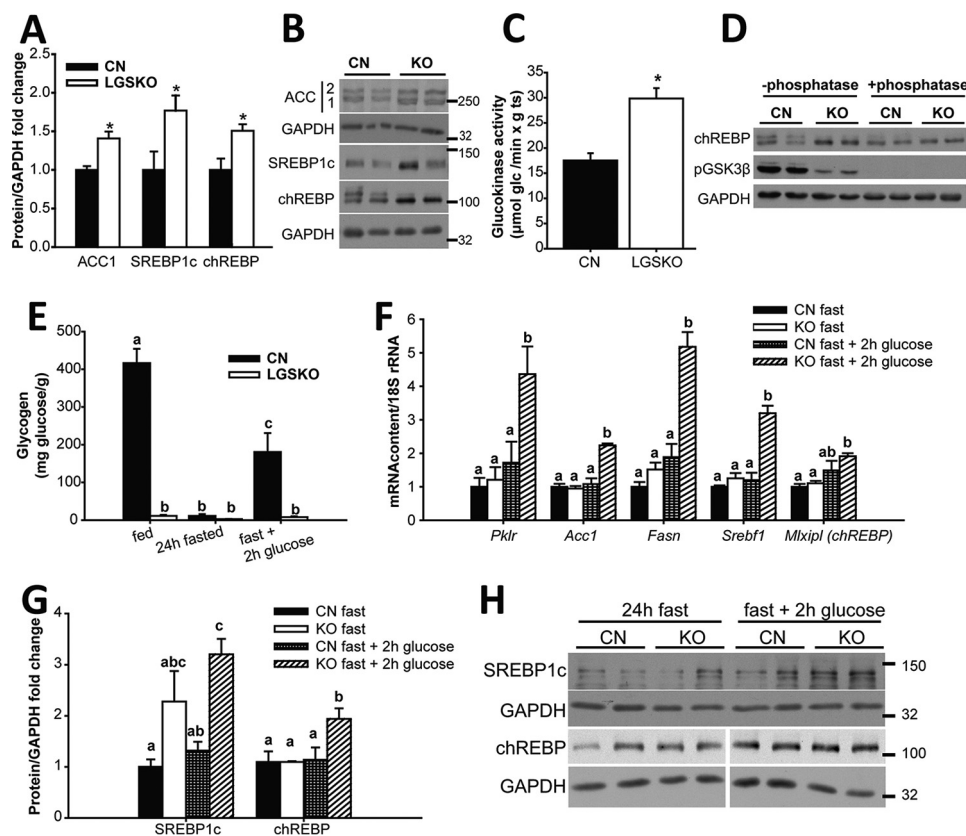 A
CN
LGSKO
Protein/GAPDH fold change
2.0
1.5
1.0
0.5
0.0
*
*
*
ACC1
SREBP1c
chREBP
B
CN
KO
ACC
2
1
250
GAPDH
32
SREBP1c
150
chREBP
100
GAPDH
32
C
Glucokinase activity
(µmol glc /min x g ts)
35
30
25
20
15
10
5
0
*
CN
LGSKO
D
-phosphatase
+phosphatase
CN
KO
CN
KO
chREBP
pGSK3β
GAPDH
E
Glycogen
(mg glucose/g)
500
400
300
200
100
0
CN
LGSKO
a
b
b
b
c
b
fed
24h fasted
fast +
2h glucose
F
CN fast
KO fast
CN fast + 2h glucose
KO fast + 2h glucose
mRNAcontent/18S rRNA
6
5
4
2
1
0
a
a
a
b
a
a
a
b
a
a
a
b
a
a
a
b
a
a
ab
b
Pklr
Acc1
Fasn
Srebf1
Mlxipl (chREBP)
G
CN fast
KO fast
CN fast + 2h glucose
KO fast + 2h glucose
Protein/GAPDH fold change
4
3
2
1
0
a
abc
ab
c
a
a
a
b
SREBP1c
chREBP
H
24h fast
fast + 2h glucose
CN
KO
CN
KO
SREBP1c
150
GAPDH
32
chREBP
100
GAPDH
32